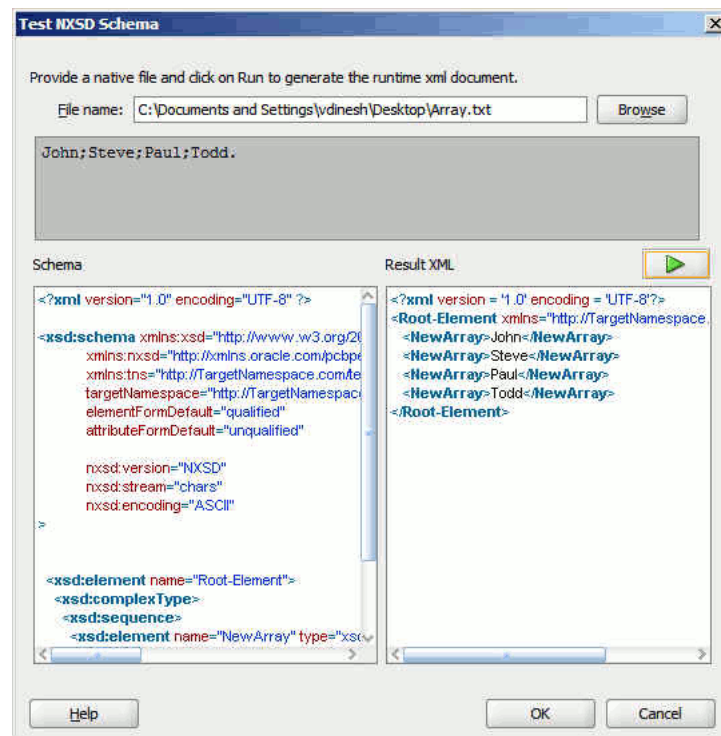 Test NXSD Schema
Provide a native file and click on Run to generate the runtime xml document.
File name: C:\Documents and Settings\vdinesh\Desktop\Array.txt Browse
John;Steve;Paul;Todd.
Schema
<?xml version="1.0" encoding="UTF-8" ?>
<xsd:schema xmlns:xsd="http://www.w3.org/20
xmlns:nxsd="http://xmlns.oracle.com/pcbpe
xmlns:tns="http://TargetNamespace.com/te
targetNamespace="http://TargetNamespac
elementFormDefault="qualified"
attributeFormDefault="unqualified"
nxsd:version="NXSD"
nxsd:stream="chars"
nxsd:encoding="ASCII"
>
<xsd:element name="Root-Element">
<xsd:complexType>
<xsd:sequence>
<xsd:element name="NewArray" type="xsd
Result XML
<?xml version = '1.0' encoding = 'UTF-8'?>
<Root-Element xmlns="http://TargetNamespace.
<NewArray>John</NewArray>
<NewArray>Steve</NewArray>
<NewArray>Paul</NewArray>
<NewArray>Todd</NewArray>
</Root-Element>
Help OK Cancel